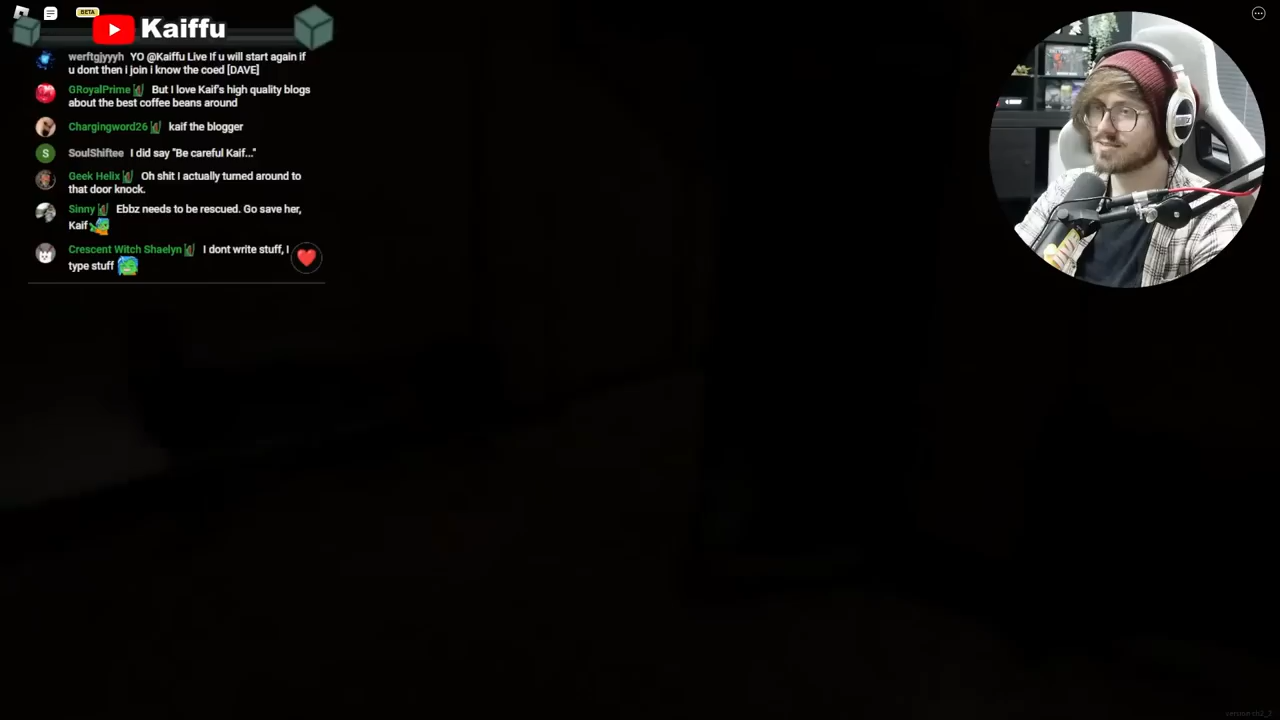 BETA
Kaiffu
werftgjyyyh YO @Kaiffu Live If u will start again if
u dont then i join i know the coed [DAVE]
GRoyalPrime But I love Kaif's high quality blogs
about the best coffee beans around
Chargingword26 kaif the blogger
S SoulShiftee I did say "Be careful Kaif..."
Geek Helix Oh shit I actually turned around to
that door knock.
Sinny Ebbz needs to be rescued. Go save her,
Kaif
Crescent Witch Shaelyn I dont write stuff, I
type stuff